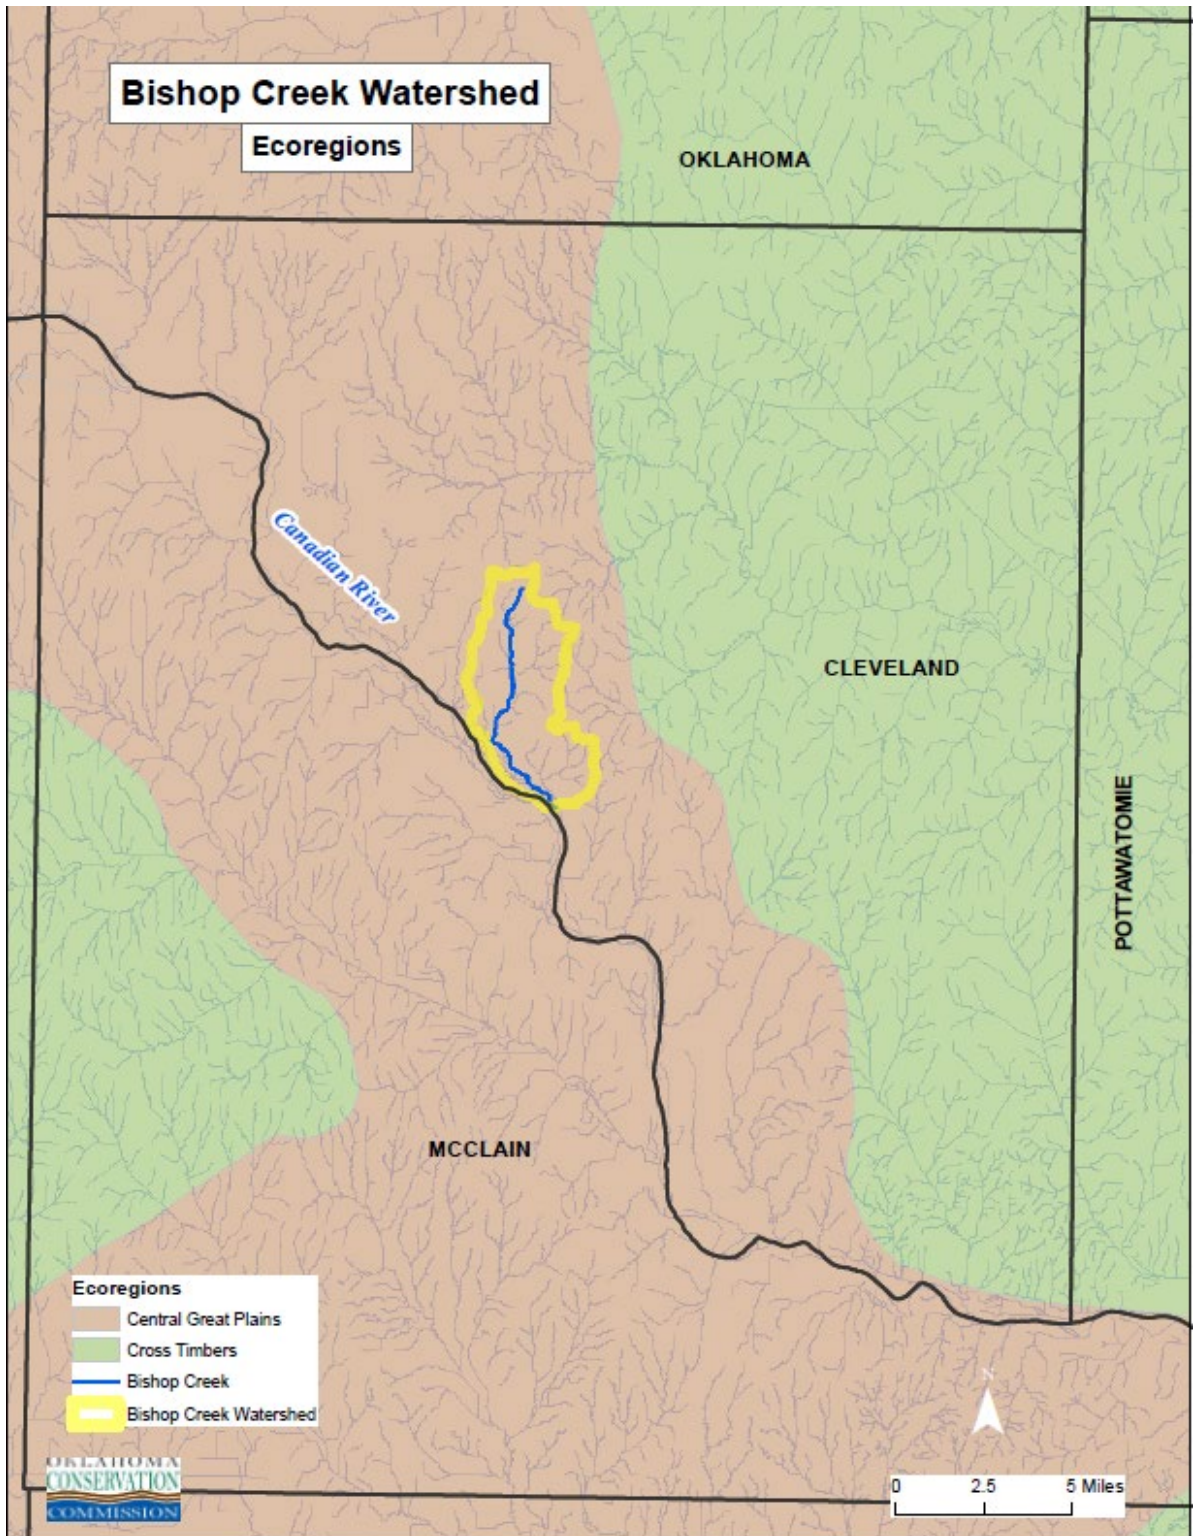 Bishop Creek Watershed
Ecoregions
OKLAHOMA
Canadian River
CLEVELAND
POTTAWATOMIE
MCCLAIN
Ecoregions
Central Great Plains
Cross Timbers
Bishop Creek
Bishop Creek Watershed
N
0 2.5 5 Miles
OKLAHOMA
CONSERVATION
COMMISSION